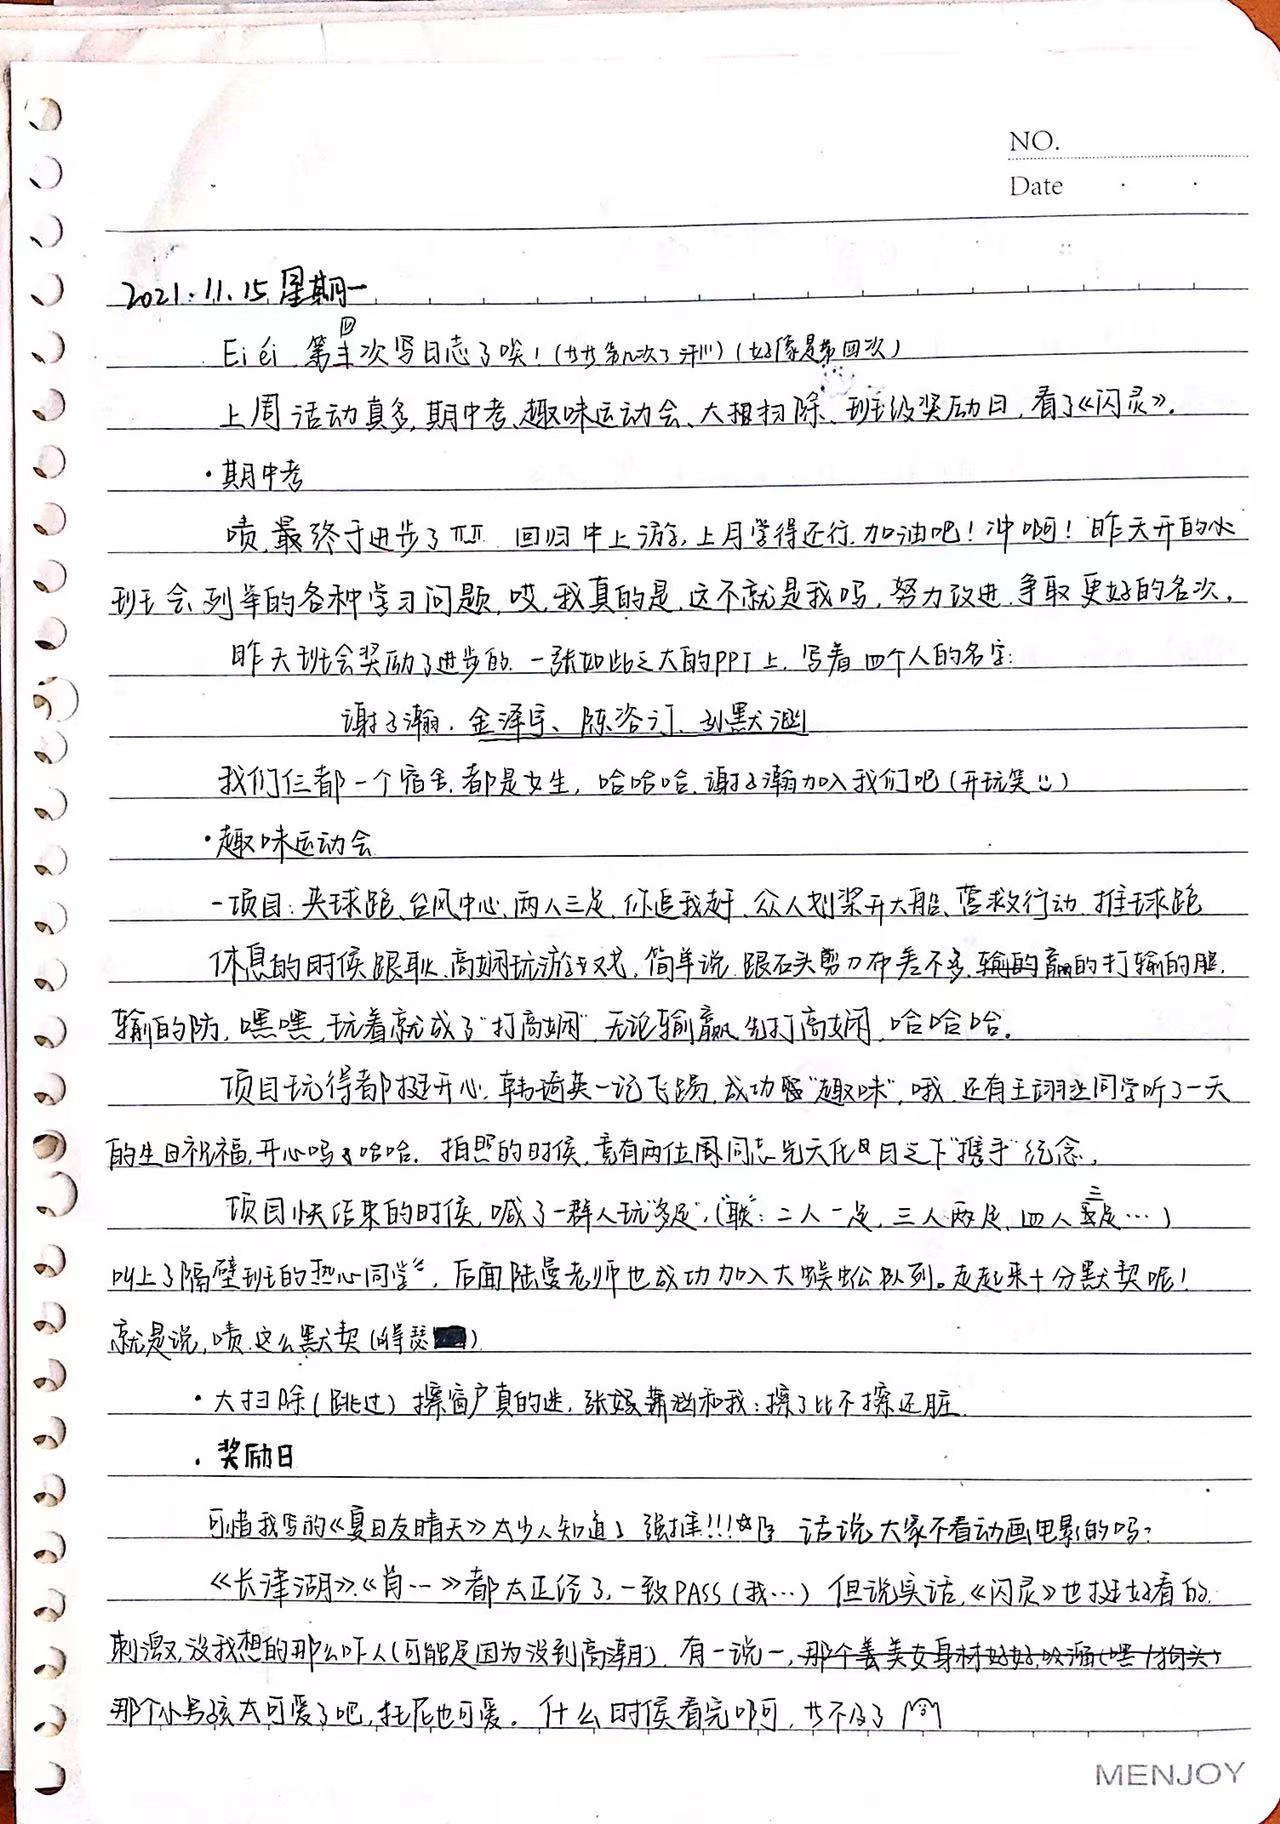 NO.
Date
2021.11.15 星期一
Ei éi 第四次写日志了唉！(第几次了汗!!!)(好像是第四次)
上周活动真多,期中考、趣味运动会、大扫除、班级奖励日,看了《闪灵》.
·期中考
啧,最终于进步了ππ 回归中上游,上月学得还行,加油吧！冲啊！昨天开的
班会列举的各种学习问题,哎,我真的是,这不就是我吗,努力改进,争取更好的名次.
昨天班会奖励了进步的.一张如此之大的PPT上,写着四个人的名字:
谢子瀚、金泽宇、陈洛汀、孙默涵
我们仨都一个宿舍,都是女生,哈哈哈,谢子瀚加入我们吧(开玩笑)
·趣味运动会
-项目:夹球跑、台风中心、两人三足、你追我赶、众人划桨开大船、营救行动、推球跑
休息的时候跟耿、高娴玩游戏,简单说跟石头剪刀布差不多,输的赢的打输的腿,
输的防,嘿嘿,玩着就成了"打高娴",无论输赢,先打高娴,哈哈哈.
项目玩得都挺开心,韩琦英一记飞踢,成功"趣味",哦,还有王翊同学听了一天
的生日祝福,开心吗哈哈.拍照的时候,竟有两位周同志光天化日之下"携手"纪念.
项目快结束的时候,喊了一群人玩"多足",(联:二人一足,三人两足,四人三足…)
叫上了隔壁班的热心同学,后面陆曼老师也成功加入大蜈蚣队列。走起来十分默契呢！
就是说,啧,这么默契(得瑟)
·大扫除(跳过)擦窗户真的迷,张涵和我:擦了比不擦还脏.
·奖励日
可惜我写的《夏日友晴天》太少人知道了 强推!!! 话说大家不看动画电影的吗?
《长津湖》、《肖…》都太正经了,一致PASS(我…)但说实话,《闪灵》也挺好看的,
刺激,没我想的那么吓人(可能是因为没到高潮).有一说一,那个美女身材好好,(嘿 狗头)
那个小男孩太可爱了吧,托尼也可爱。什么时候看完啊,等不及了
MENJOY